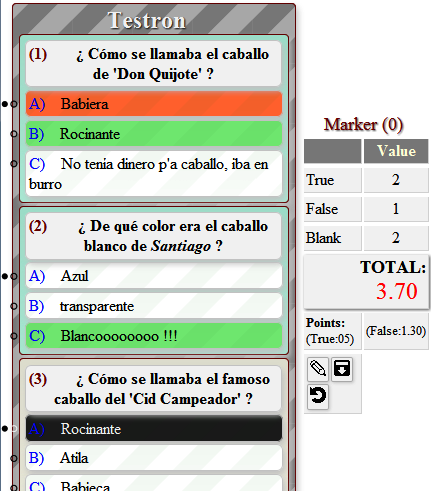 Testron
(1) ¿ Cómo se llamaba el caballo
de 'Don Quijote' ?
A) Babiera
B) Rocinante
C) No tenia dinero p'a caballo, iba en
burro
(2) ¿ De qué color era el caballo
blanco de Santiago ?
A) Azul
B) transparente
C) Blancoooooooo !!!
(3) ¿ Cómo se llamaba el famoso
caballo del 'Cid Campeador' ?
A) Rocinante
B) Atila
C) Babieca
Marker (0)
Value
True 2
False 1
Blank 2
TOTAL:
3.70
Points:
(True:05) (False:1.30)